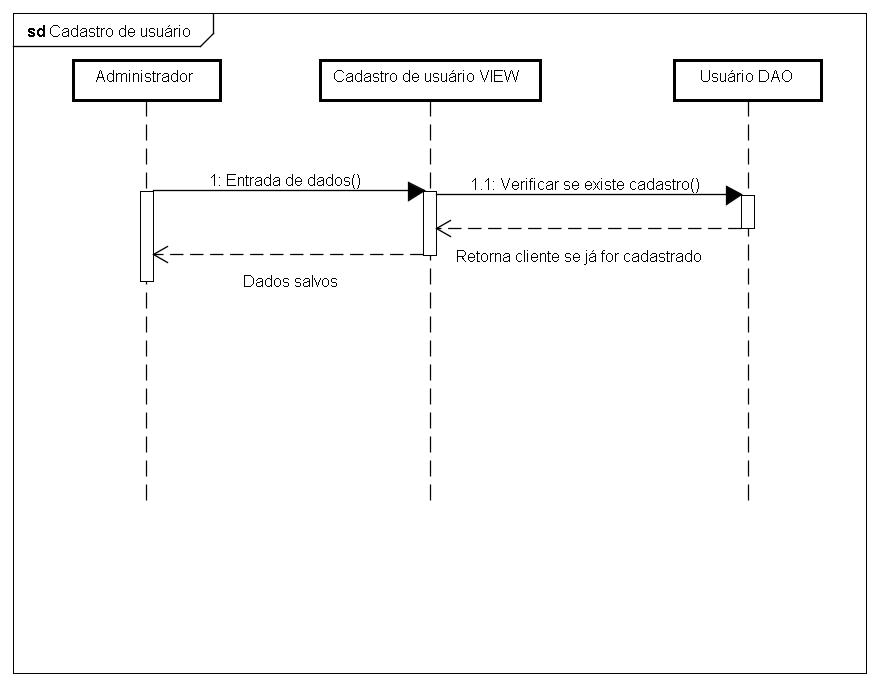 sd Cadastro de usuário
Administrador
Cadastro de usuário VIEW
Usuário DAO
1: Entrada de dados()
1.1: Verificar se existe cadastro()
Retorna cliente se já for cadastrado
Dados salvos